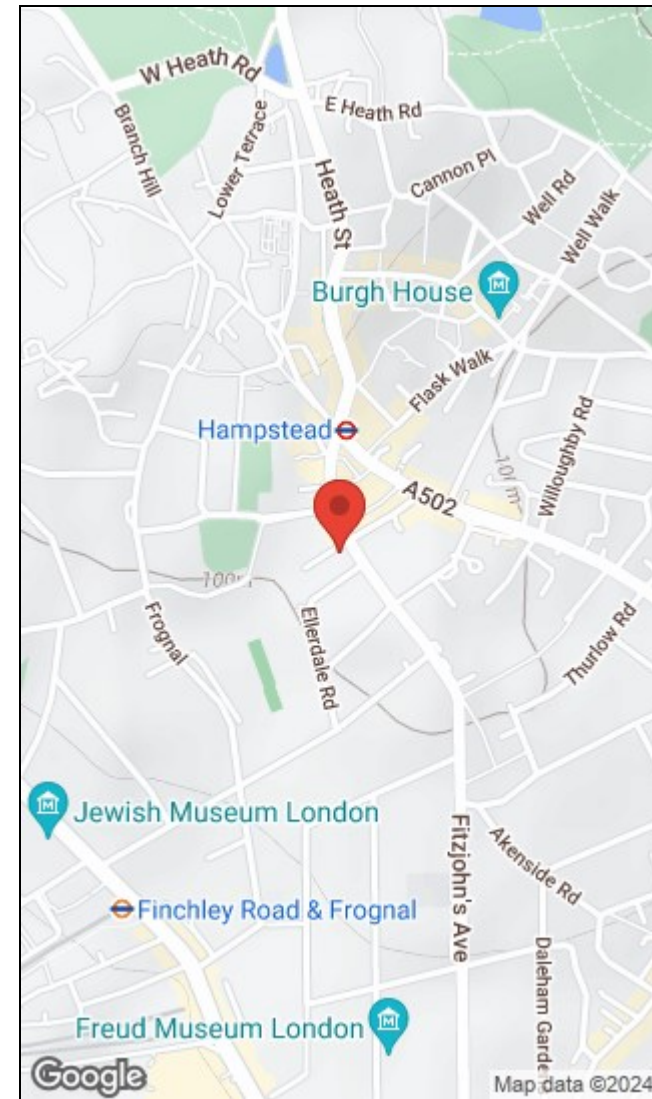 W Heath Rd
E Heath Rd
Branch Hill
Lower Terrace
Cannon Pl
Heath St
Well Rd
Well Walk
Burgh House
Flask Walk
Hampstead
Willoughby Rd
A502
100 m
100m
Frognal
Ellerdale Rd
Thurlow Rd
Jewish Museum London
Fitzjohn's Ave
Akenside Rd
Finchley Road & Frognal
Daleham Garde
Freud Museum London
Google
Map data ©2024